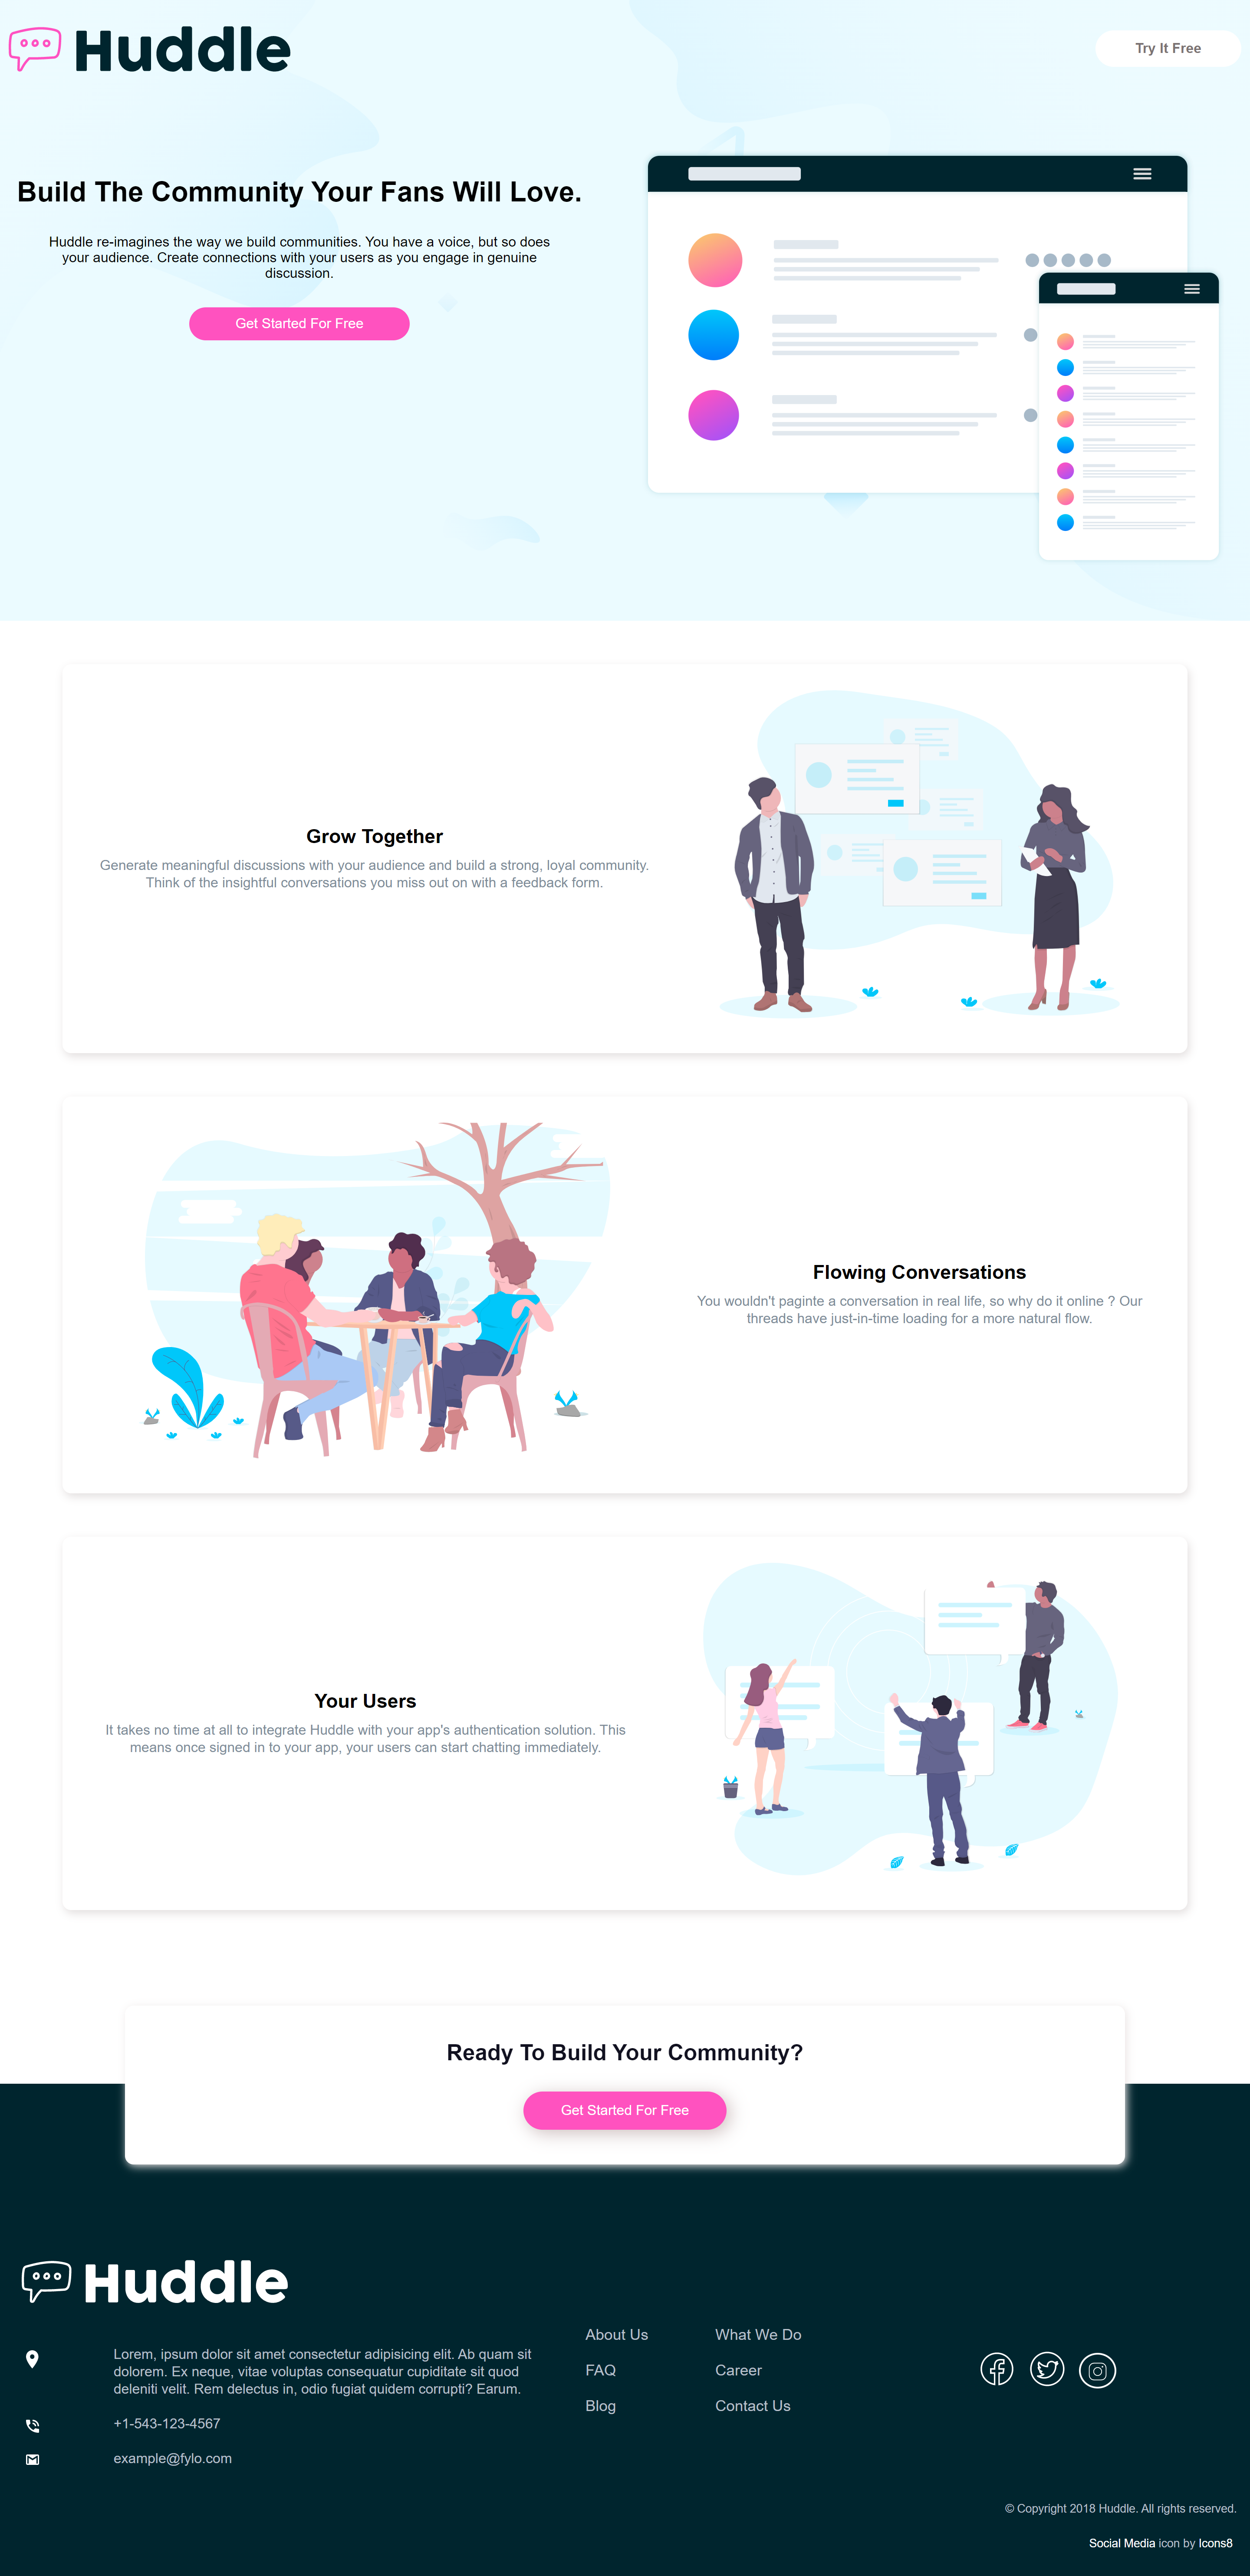 Huddle
Try It Free
Build The Community Your Fans Will Love.
Huddle re-imagines the way we build communities. You have a voice, but so does
your audience. Create connections with your users as you engage in genuine
discussion.
Get Started For Free
Grow Together
Generate meaningful discussions with your audience and build a strong, loyal community.
Think of the insightful conversations you miss out on with a feedback form.
Flowing Conversations
You wouldn't paginte a conversation in real life, so why do it online ? Our
threads have just-in-time loading for a more natural flow.
Your Users
It takes no time at all to integrate Huddle with your app's authentication solution. This
means once signed in to your app, your users can start chatting immediately.
Ready To Build Your Community?
Get Started For Free
Huddle
Lorem, ipsum dolor sit amet consectetur adipisicing elit. Ab quam sit
dolorem. Ex neque, vitae voluptas consequatur cupiditate sit quod
deleniti velit. Rem delectus in, odio fugiat quidem corrupti? Earum.
+1-543-123-4567
example@fylo.com
About Us
FAQ
Blog
What We Do
Career
Contact Us
© Copyright 2018 Huddle. All rights reserved.
Social Media icon by Icons8